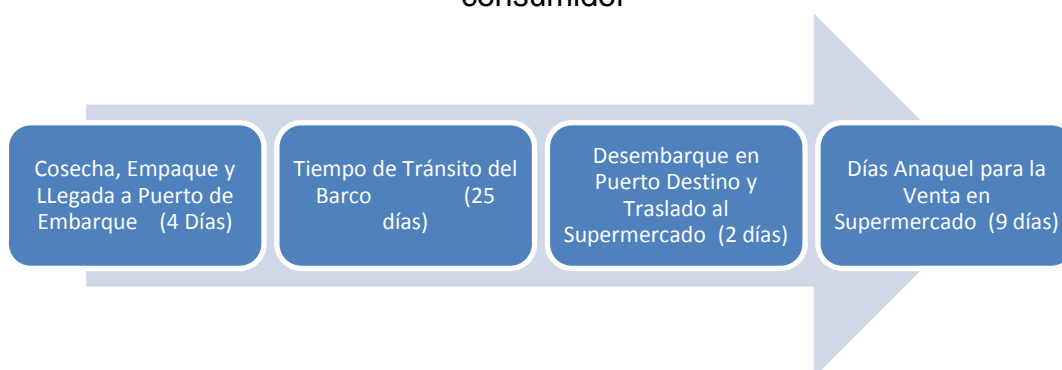 consumidor
Cosecha, Empaque y
LLegada a Puerto de
Embarque (4 Días)
Tiempo de Tránsito del
Barco (25
días)
Desembarque en
Puerto Destino y
Traslado al
Supermercado (2 días)
Días Anaquel para la
Venta en
Supermercado (9 días)